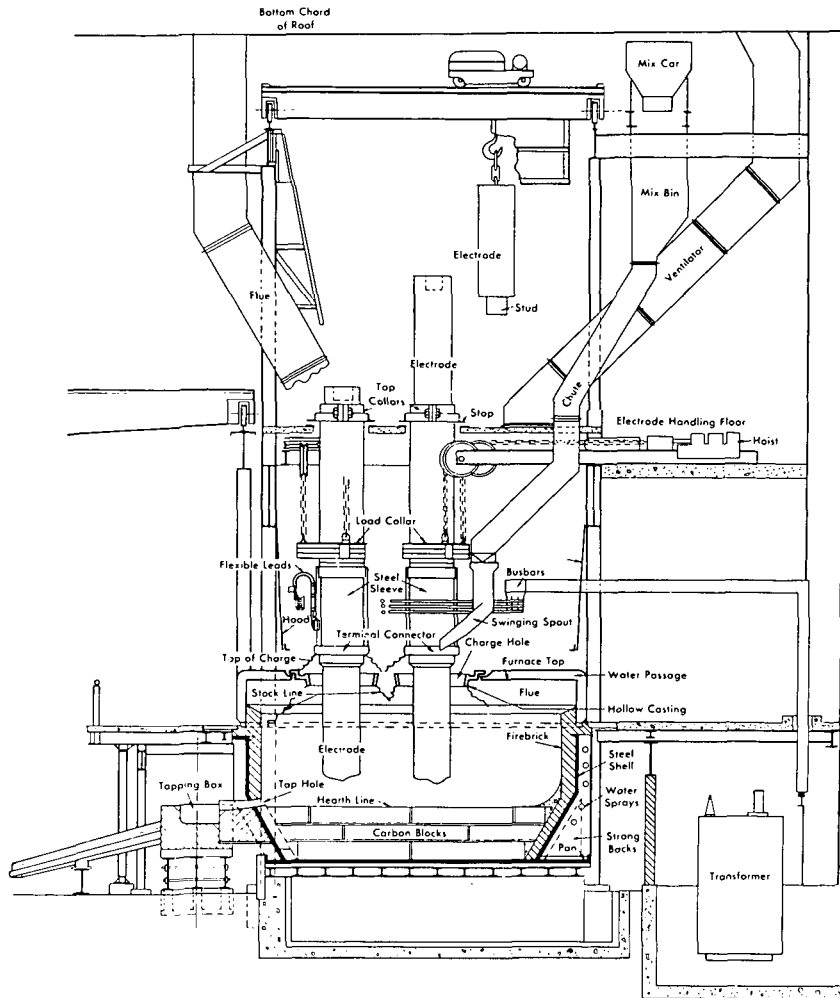 Bottom Chord
of Roof
Mix Car
Mix Bin
Electrode
Ventilator
Flue
Stud
Electrode
Chute
Top
Collars
Stop
Electrode Handling Floor
Hoist
Load Collar
Flexible Leads
Steel
Sleeve
Busbars
Hood
Swinging Spout
Terminal Connector
Top of Charge
Charge Hole
Furnace Top
Water Passage
Stock Line
Flue
Hollow Casting
Electrode
Firebrick
Steel
Shell
Tapping Box
Tap Hole
Hearth Line
Water
Sprays
Carbon Blocks
Strong
Backs
Pan
Transformer